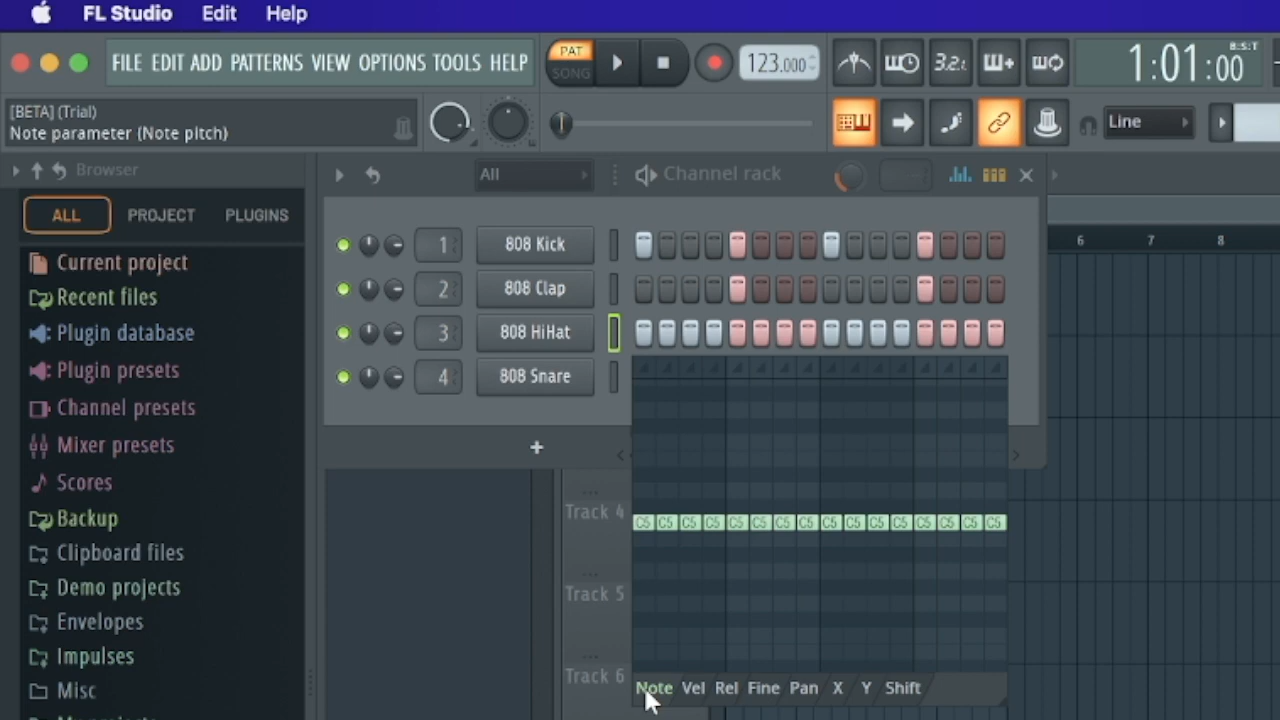 FL Studio Edit Help
FILE EDIT ADD PATTERNS VIEW OPTIONS TOOLS HELP
PAT
SONG
123.000
3.2.
1:01:00
B:S:T
[BETA] (Trial)
Note parameter (Note pitch)
Line
Browser
All
Channel rack
ALL PROJECT PLUGINS
6 7 8
Current project
Recent files
Plugin database
Plugin presets
Channel presets
Mixer presets
Scores
Backup
Clipboard files
Demo projects
Envelopes
Impulses
Misc
1 808 Kick
2 808 Clap
3 808 HiHat
4 808 Snare
+
Track 4
C5 C5 C5 C5 C5 C5 C5 C5 C5 C5 C5 C5 C5 C5 C5 C5
Track 5
Track 6
Note Vel Rel Fine Pan X Y Shift